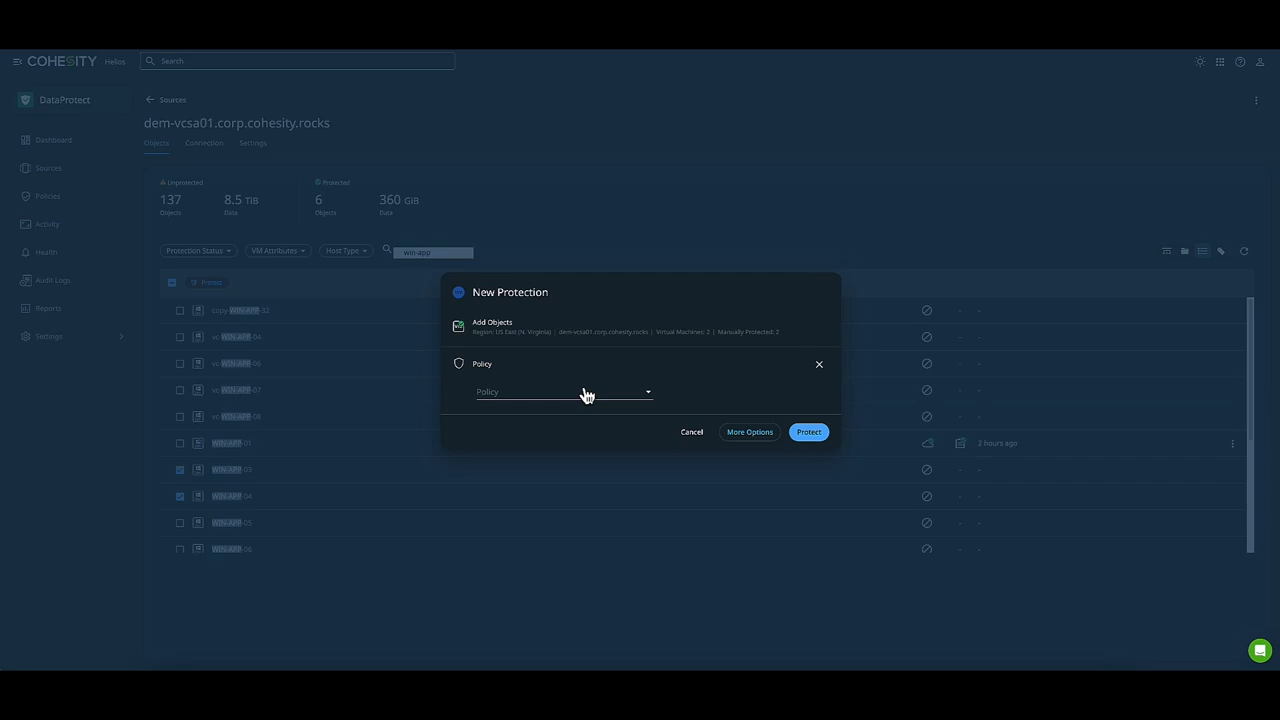 COHESITY Helios Search
DataProtect
Dashboard
Sources
Policies
Activity
Health
Audit Logs
Reports
Settings
Sources
dem-vcsa01.corp.cohesity.rocks
Objects Connection Settings
Unprotected Protected
137 8.5 TiB 6 360 GiB
Objects Data Objects Data
Protection Status VM Attributes Host Type win-app
Protect
copy-WIN-APP-32
vc-WIN-APP-04
vc-WIN-APP-06
vc-WIN-APP-07
vc-WIN-APP-08
WIN-APP-01 2 hours ago
WIN-APP-03 - -
WIN-APP-04 - -
WIN-APP-05 - -
WIN-APP-06 - -
New Protection
Add Objects
Region: US East (N. Virginia) | dem-vcsa01.corp.cohesity.rocks | Virtual Machines: 2 | Manually Protected: 2
Policy
Policy
Cancel More Options Protect